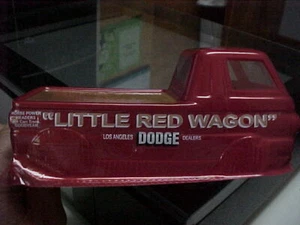 "LITTLE RED WAGON"
LOS ANGELES DODGE DEALERS